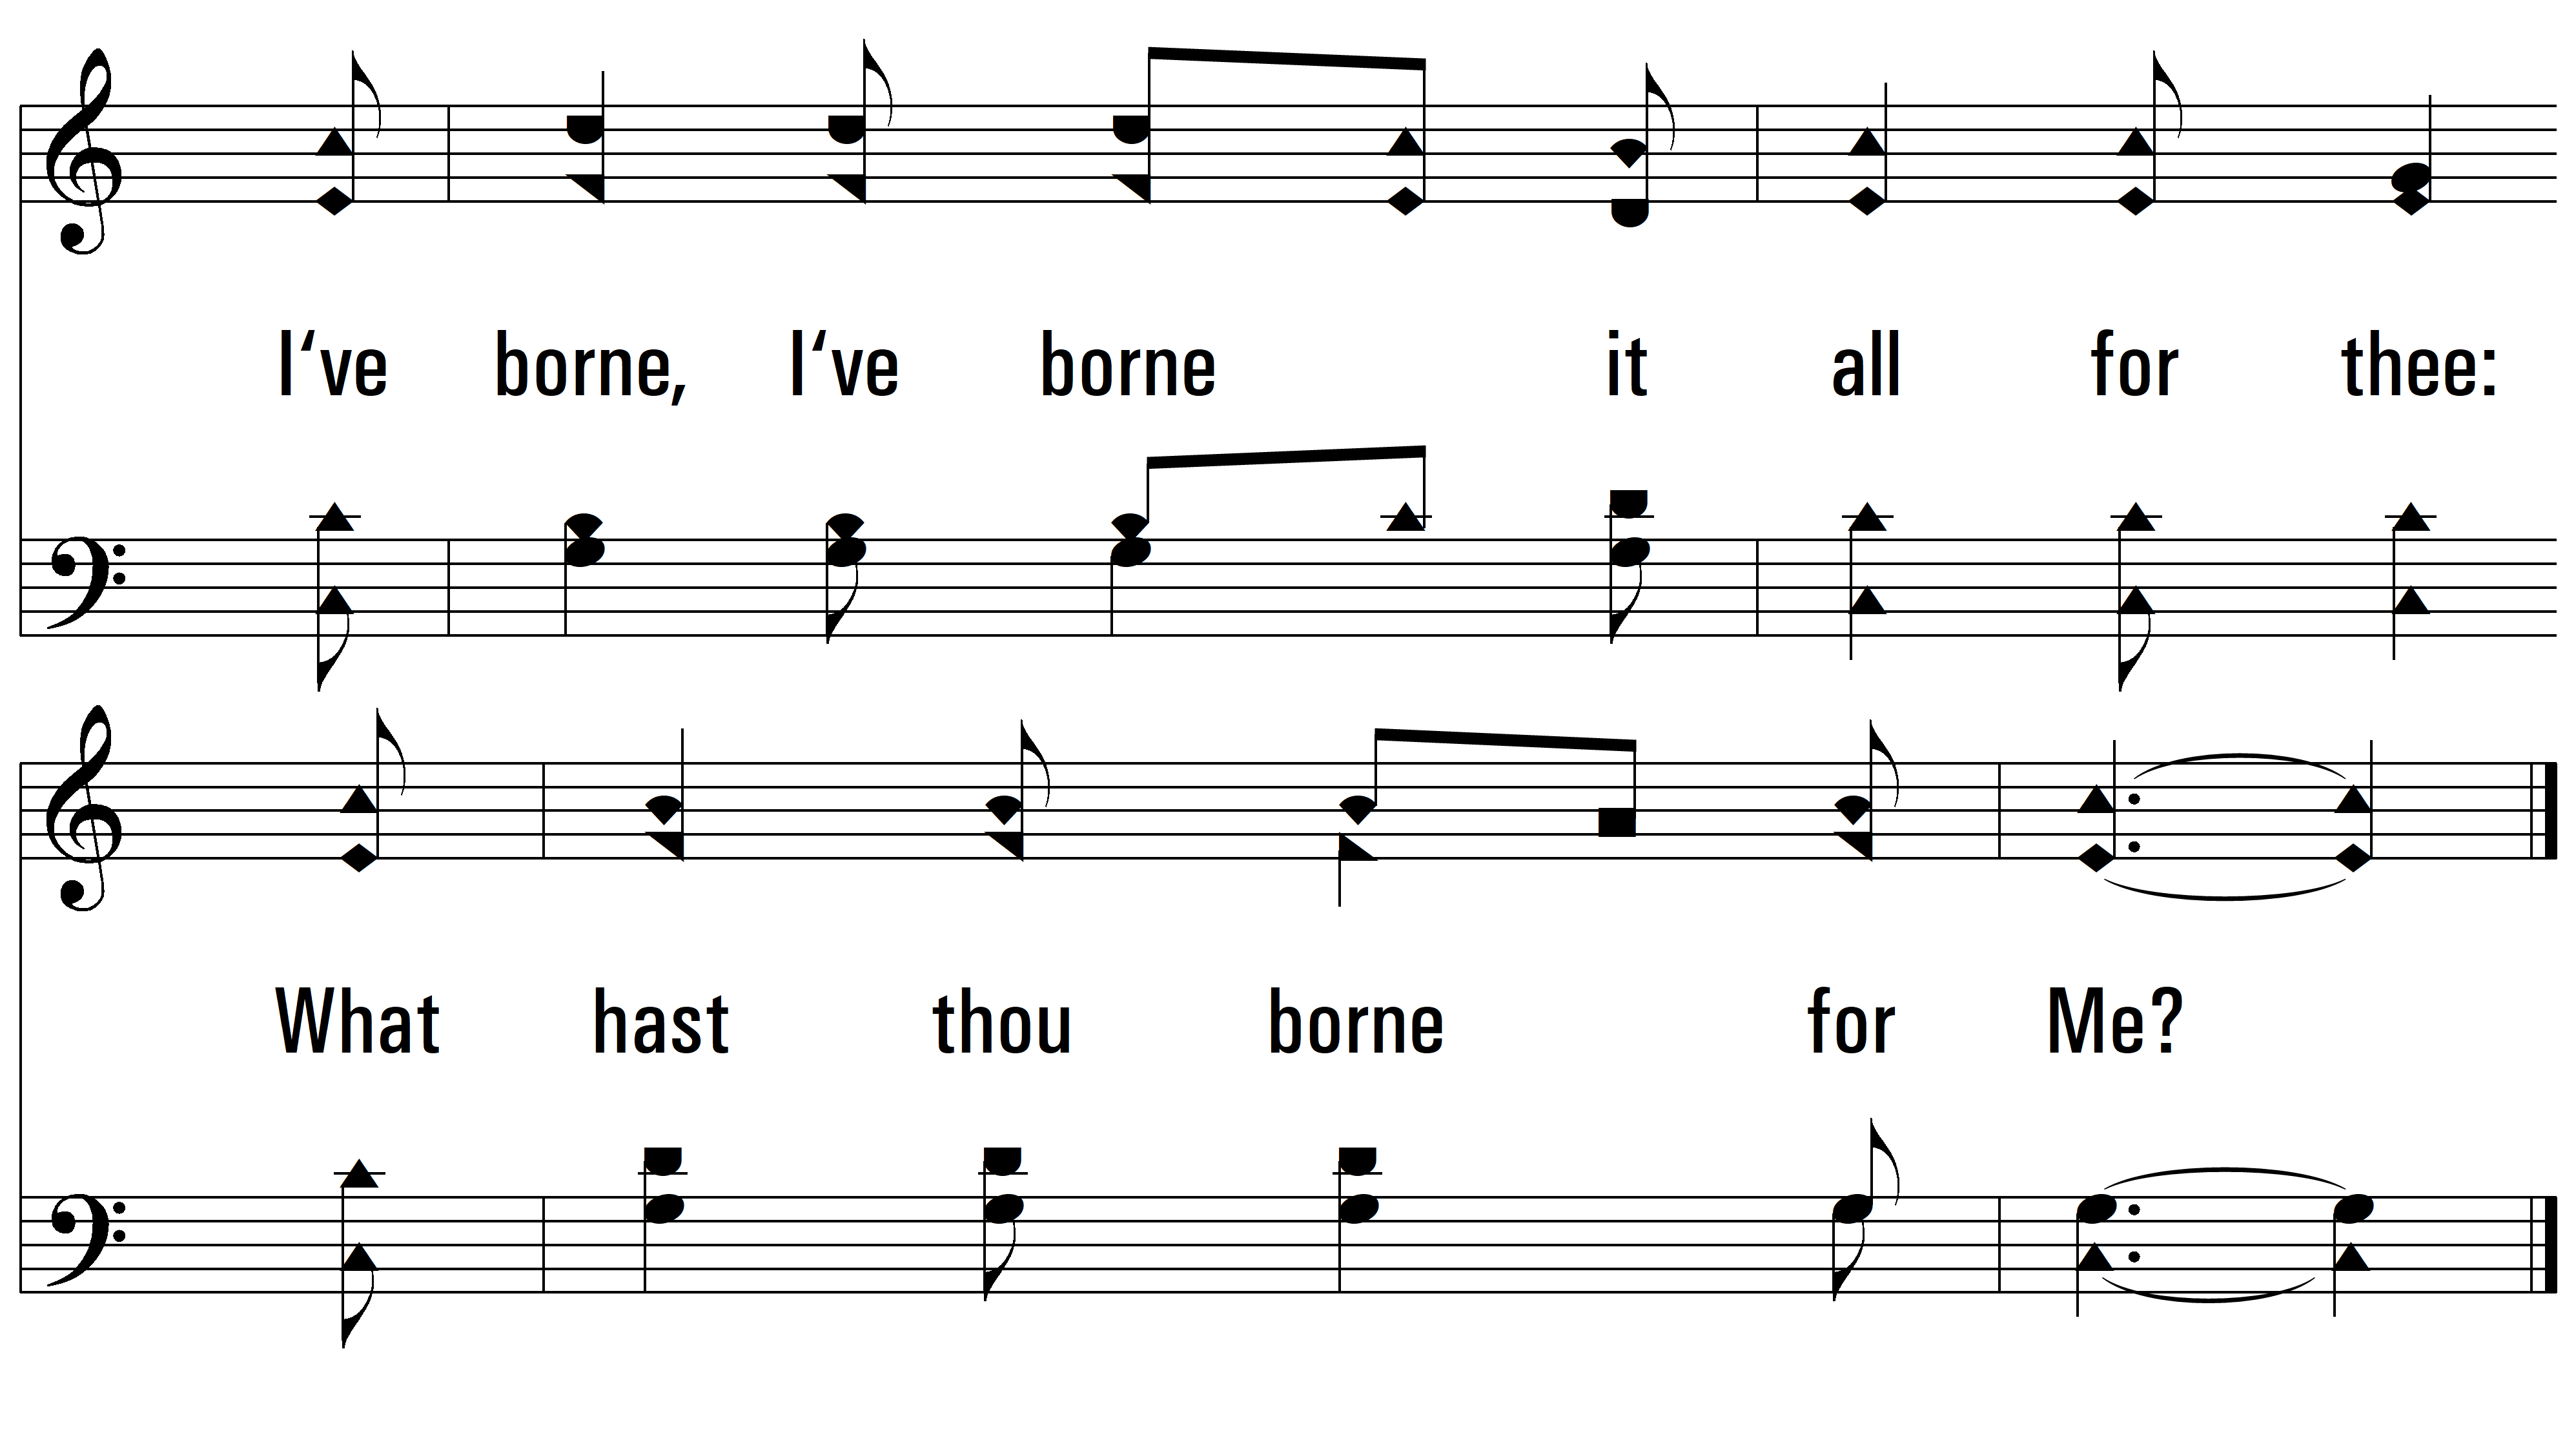 I‘ve borne, I‘ve borne it all for thee:
What hast thou borne for Me?